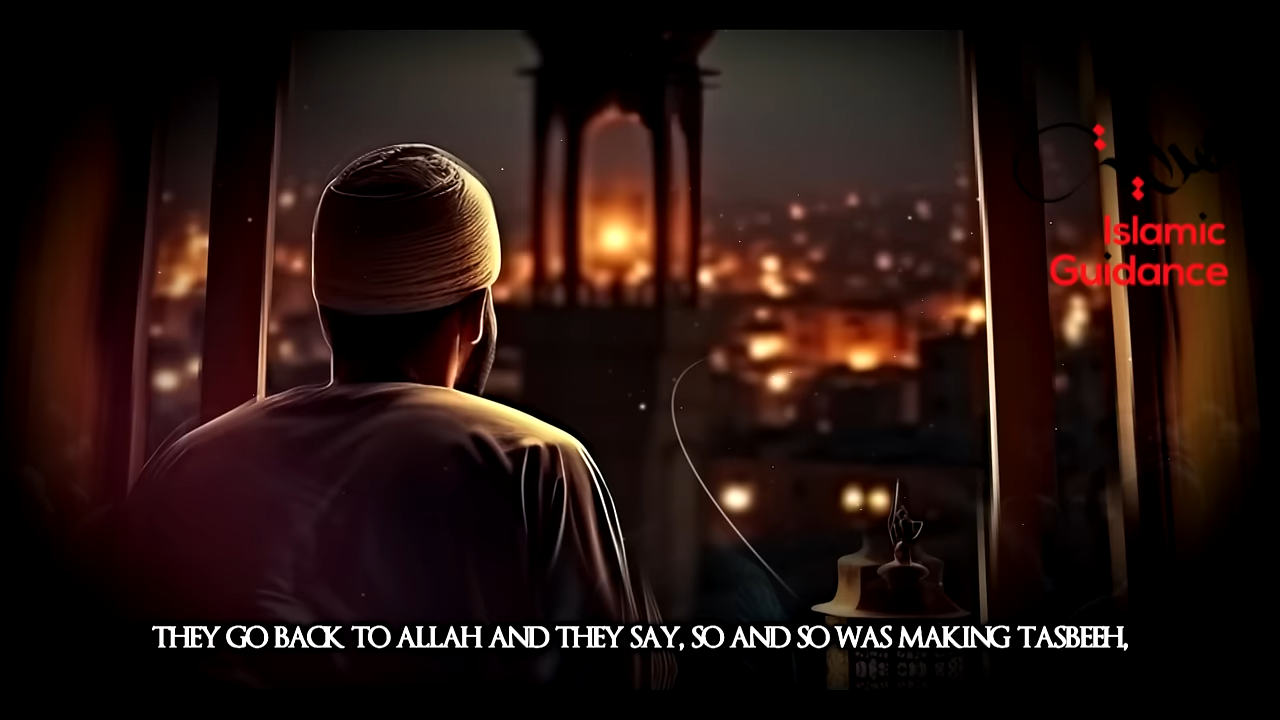 Islamic
Guidance
THEY GO BACK TO ALLAH AND THEY SAY, SO AND SO WAS MAKING TASBEEH,